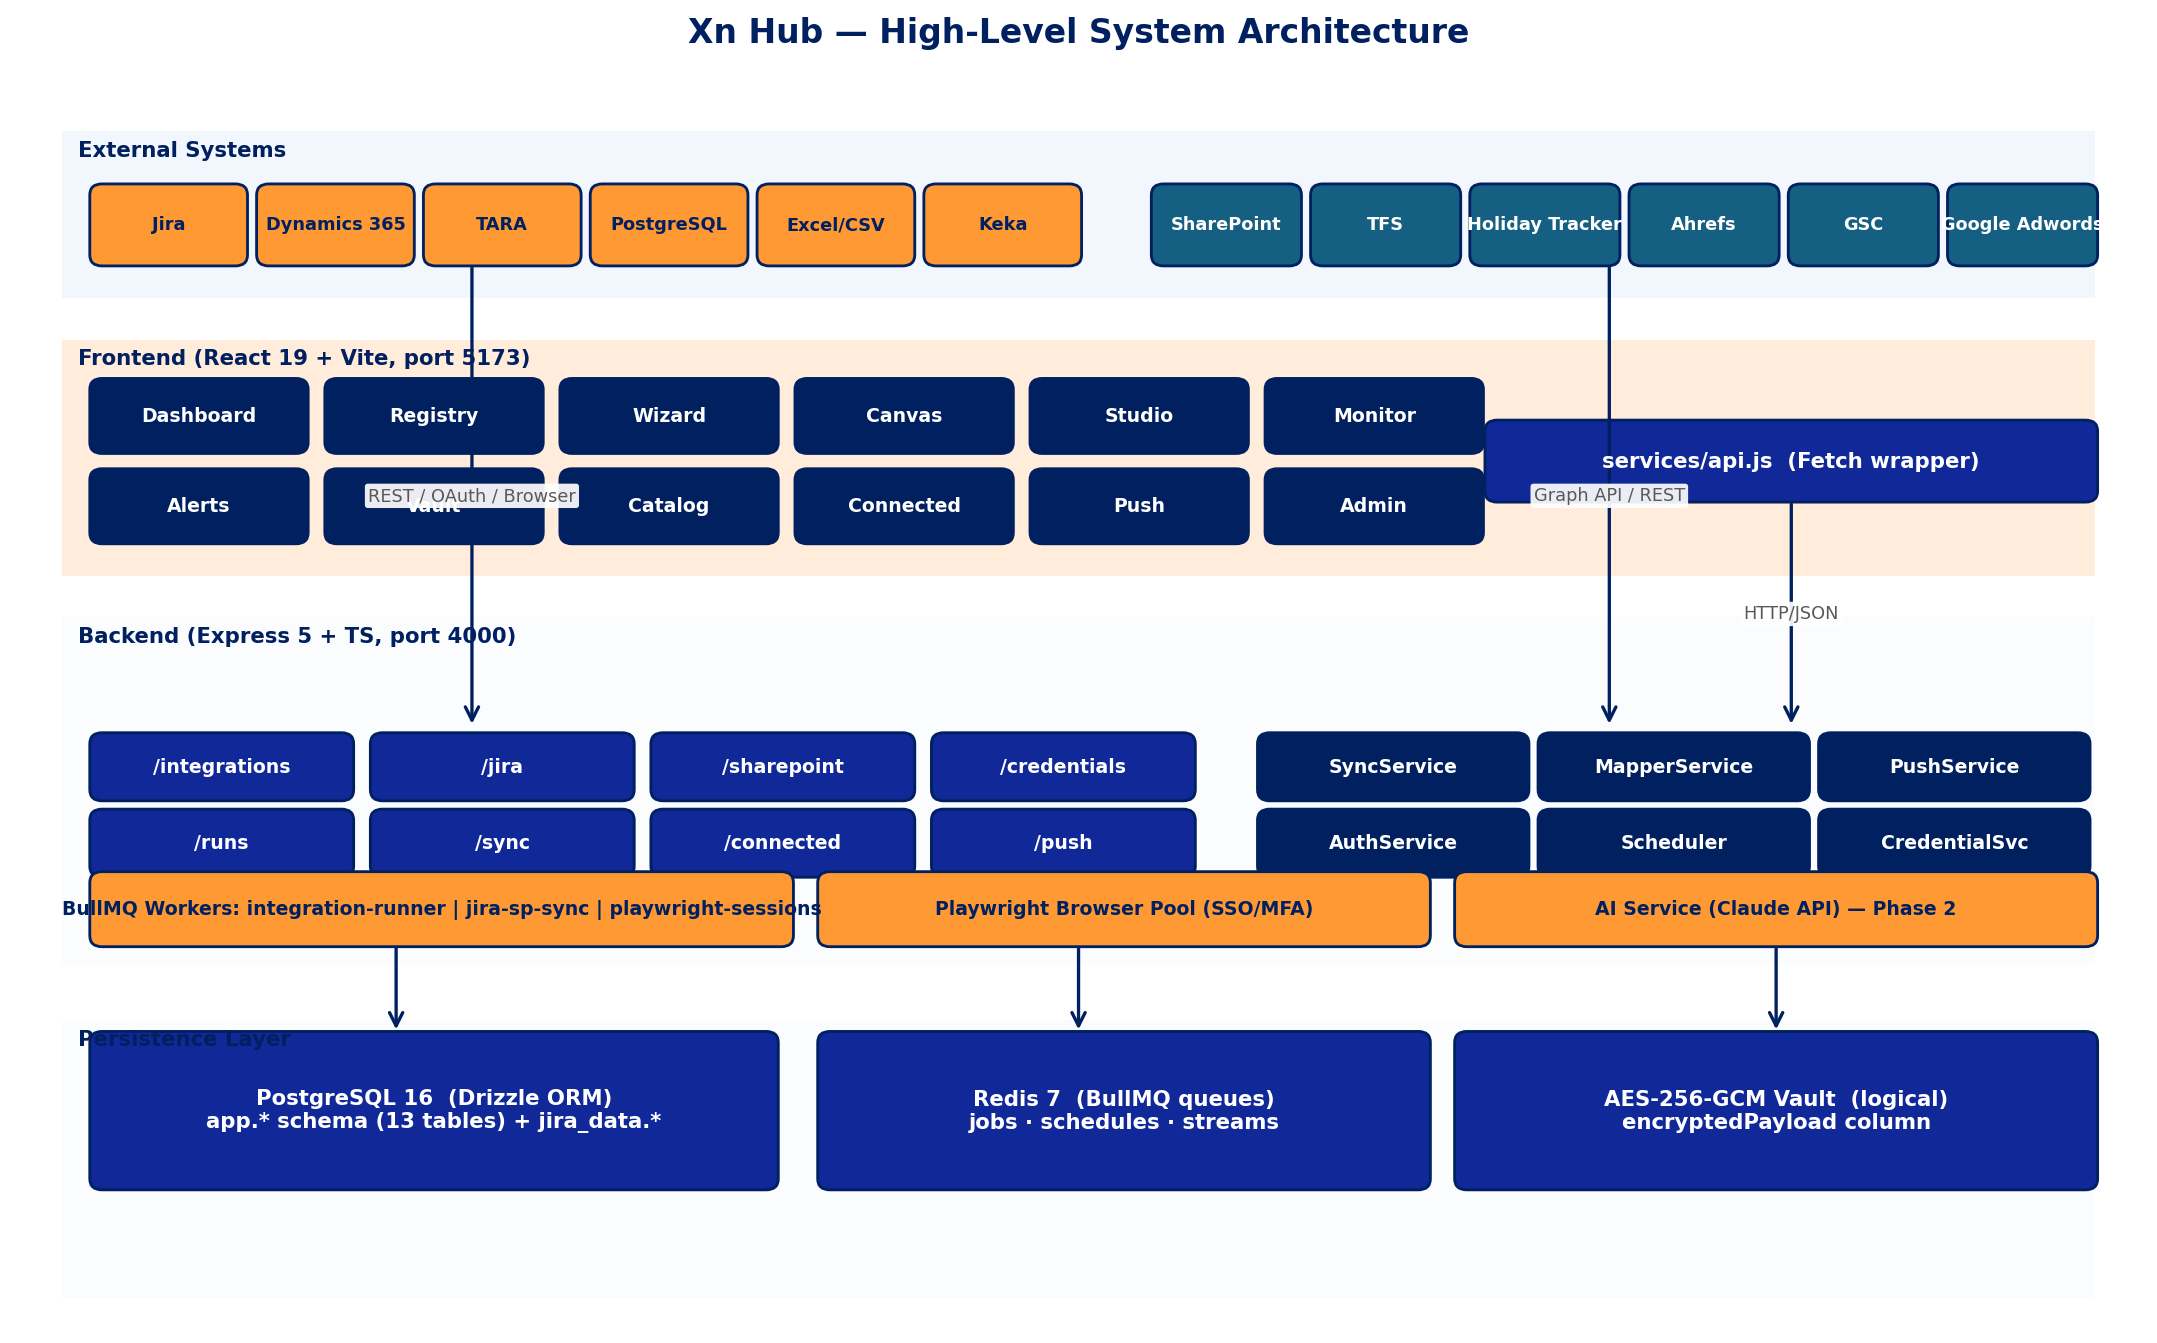 Xn Hub — High-Level System Architecture
External Systems
Jira
Dynamics 365
TARA
PostgreSQL
Excel/CSV
Keka
SharePoint
TFS
Holiday Tracker
Ahrefs
GSC
Google Adwords
Frontend (React 19 + Vite, port 5173)
Dashboard
Registry
Wizard
Canvas
Studio
Monitor
services/api.js (Fetch wrapper)
Alerts
Vault
REST / OAuth / Browser
Catalog
Connected
Push
Admin
Graph API / REST
HTTP/JSON
Backend (Express 5 + TS, port 4000)
/integrations
/jira
/sharepoint
/credentials
SyncService
MapperService
PushService
/runs
/sync
/connected
/push
AuthService
Scheduler
CredentialSvc
BullMQ Workers: integration-runner | jira-sp-sync | playwright-sessions
Playwright Browser Pool (SSO/MFA)
AI Service (Claude API) — Phase 2
Persistence Layer
PostgreSQL 16 (Drizzle ORM)
app.* schema (13 tables) + jira_data.*
Redis 7 (BullMQ queues)
jobs · schedules · streams
AES-256-GCM Vault (logical)
encryptedPayload column